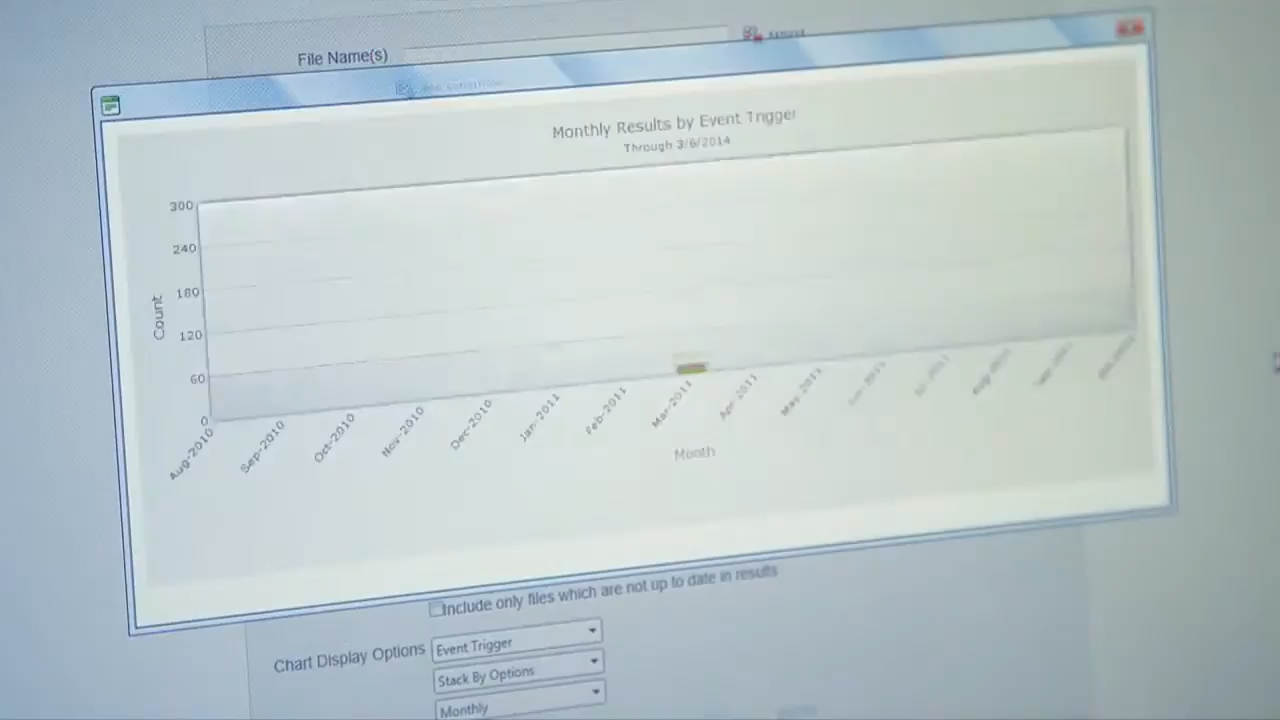 File Name(s)
Monthly Results by Event Trigger
Through 3/6/2014
300
240
180
120
60
0
Count
Aug-2010
Sep-2010
Oct-2010
Nov-2010
Dec-2010
Jan-2011
Feb-2011
Mar-2011
Apr-2011
May-2011
Month
Include only files which are not up to date in results
Chart Display Options
Event Trigger
Stack By Options
Monthly